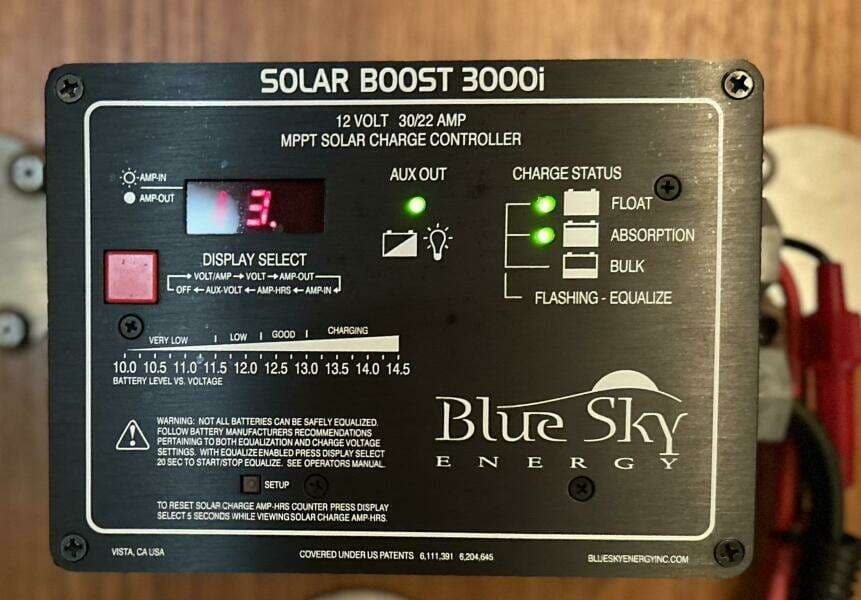 SOLAR BOOST 3000i
12 VOLT 30/22 AMP
MPPT SOLAR CHARGE CONTROLLER
AMP-IN
AMP-OUT
13.
AUX OUT
CHARGE STATUS
FLOAT
ABSORPTION
BULK
FLASHING - EQUALIZE
DISPLAY SELECT
VOLT/AMP → VOLT → AMP-OUT
OFF ← AUX-VOLT ← AMP-HRS ← AMP-IN
VERY LOW LOW GOOD CHARGING
10.0 10.5 11.0 11.5 12.0 12.5 13.0 13.5 14.0 14.5
BATTERY LEVEL VS. VOLTAGE
WARNING: NOT ALL BATTERIES CAN BE SAFELY EQUALIZED.
FOLLOW BATTERY MANUFACTURERS RECOMMENDATIONS
PERTAINING TO BOTH EQUALIZATION AND CHARGE VOLTAGE
SETTINGS. WITH EQUALIZE ENABLED PRESS DISPLAY SELECT
20 SEC TO START/STOP EQUALIZE. SEE OPERATORS MANUAL.
SETUP
TO RESET SOLAR CHARGE AMP-HRS COUNTER PRESS DISPLAY
SELECT 5 SECONDS WHILE VIEWING SOLAR CHARGE AMP-HRS.
Blue Sky
ENERGY
VISTA, CA USA
COVERED UNDER US PATENTS 6,111,391 6,204,645
BLUESKYENERGYINC.COM